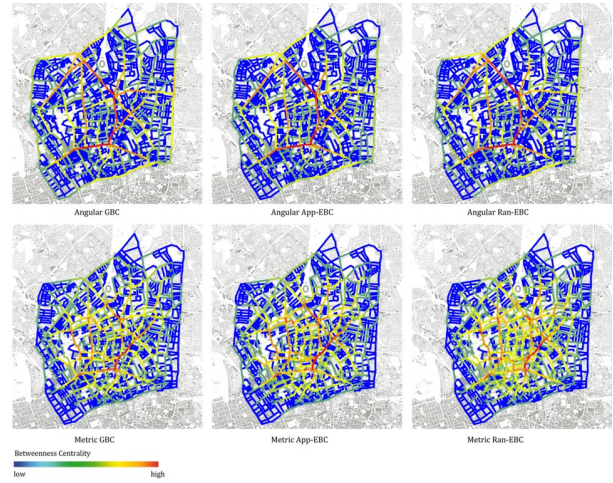 Angular GBC
Angular App-EBC
Angular Ran-EBC
Metric GBC
Metric App-EBC
Metric Ran-EBC
Betweenness Centrality
low
high